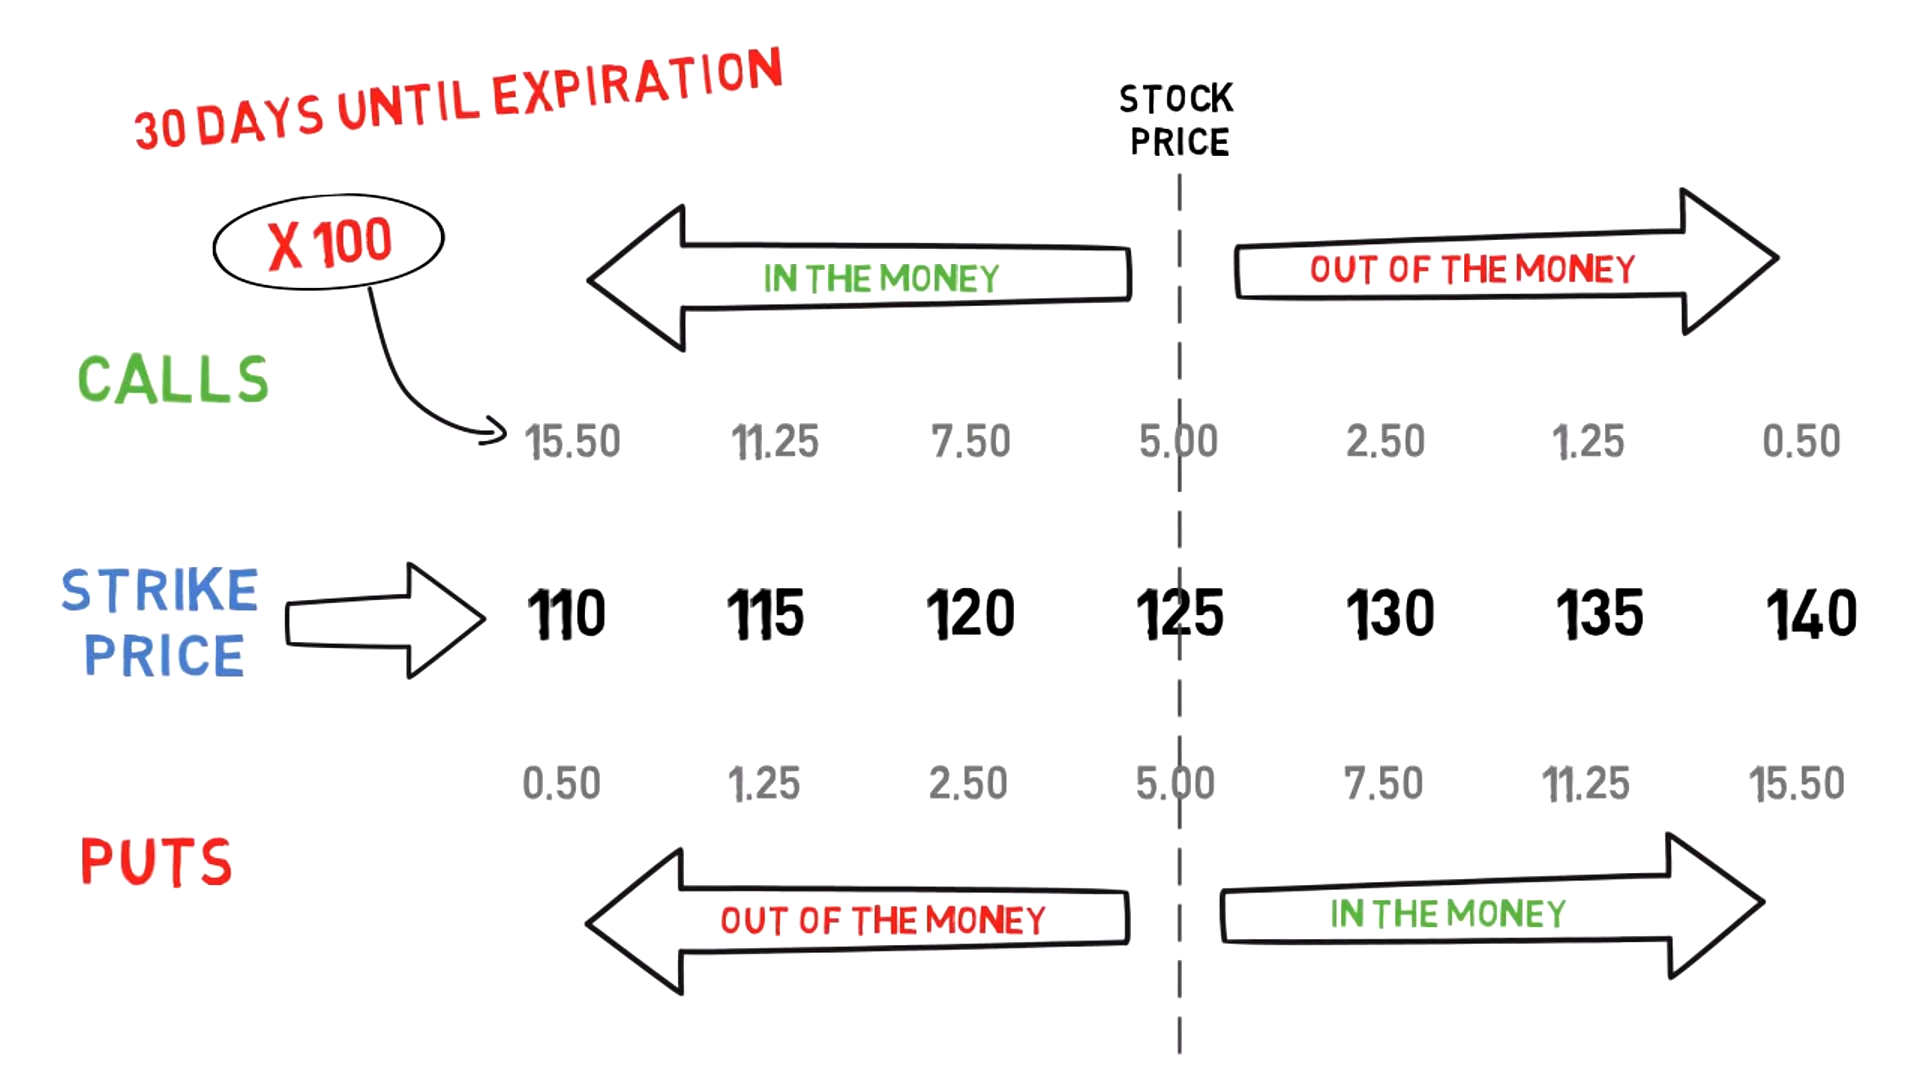 30 DAYS UNTIL EXPIRATION
STOCK
PRICE
X 100
IN THE MONEY
OUT OF THE MONEY
CALLS
15.50 11.25 7.50 5.00 2.50 1.25 0.50
STRIKE
PRICE
110 115 120 125 130 135 140
0.50 1.25 2.50 5.00 7.50 11.25 15.50
PUTS
OUT OF THE MONEY
IN THE MONEY